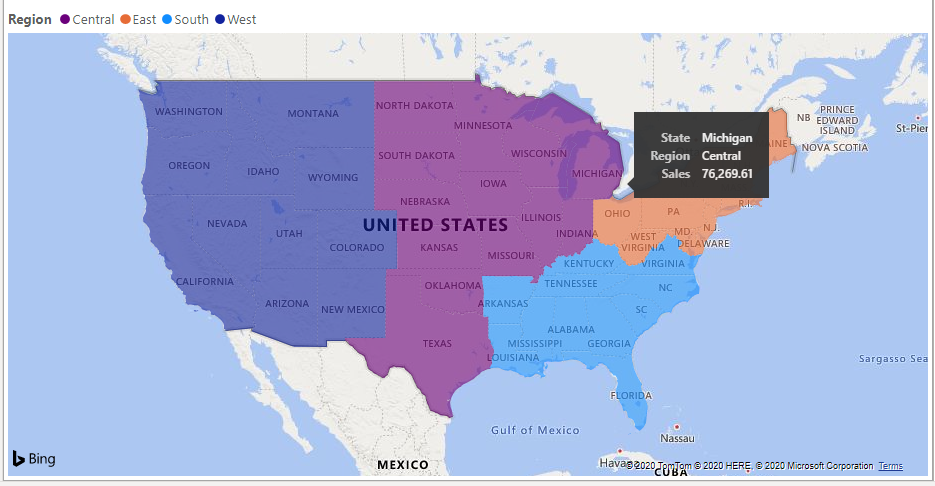 Region Central East South West
WASHINGTON
MONTANA
NORTH DAKOTA
MINNESOTA
OREGON
IDAHO
WYOMING
SOUTH DAKOTA
WISCONSIN
MICHIGAN
State Michigan
Region Central
Sales 76,269.61
AINE
NB
PRINCE
EDWARD
ISLAND
NOVA SCOTIA
St-Pier
NEVADA
UTAH
COLORADO
NEBRASKA
IOWA
UNITED STATES
KANSAS
MISSOURI
ILLINOIS
INDIANA
OHIO
PA
R.I.
N.J.
MD.
DELAWARE
WEST
VIRGINIA
VIRGINIA
KENTUCKY
CALIFORNIA
ARIZONA
NEW MEXICO
OKLAHOMA
ARKANSAS
TENNESSEE
NC
SC
TEXAS
ALABAMA
MISSISSIPPI
GEORGIA
LOUISIANA
FLORIDA
Sargasso Sea
Gulf of Mexico
Nassau
Bing
MEXICO
Havana
CUBA
© 2020 TomTom © 2020 HERE, © 2020 Microsoft Corporation Terms